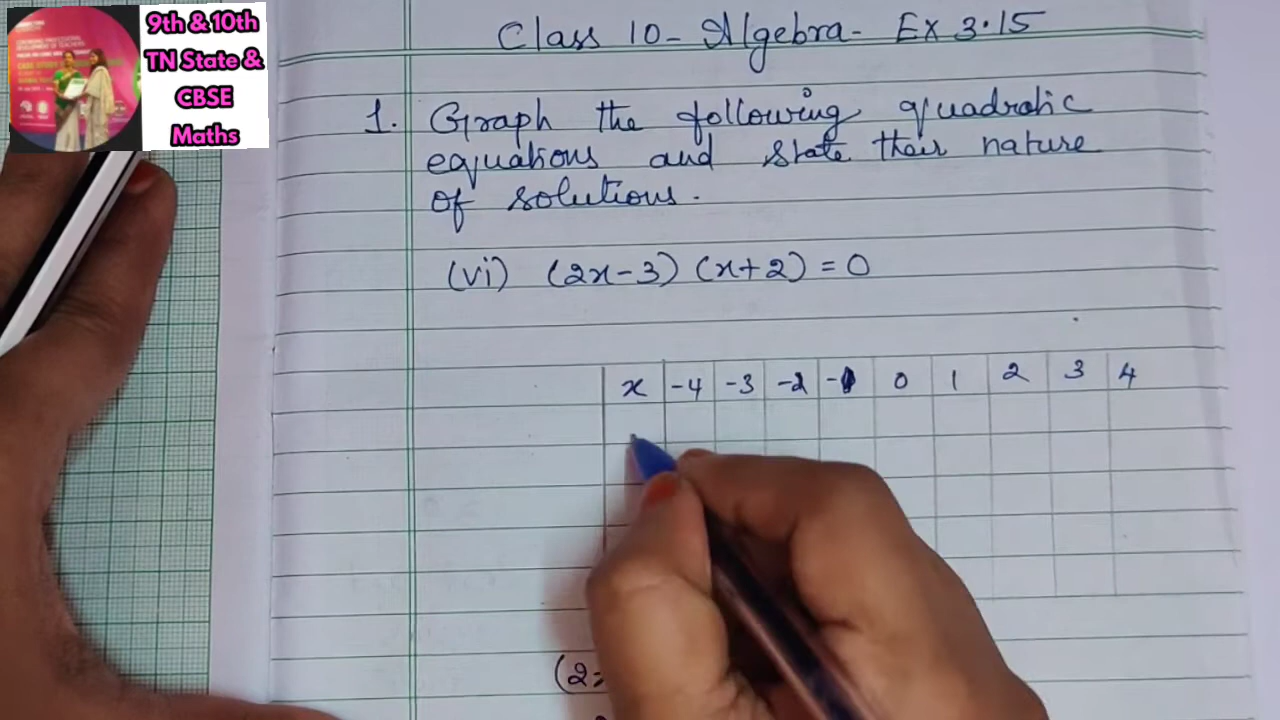 9th & 10th
TN State &
CBSE
Maths
Class 10- Algebra- EX 3.15
1. Graph the following quadratic
equations and state their nature
of solutions.
(vi) (2x-3) (x+2) = 0
x -4 -3 -2 -1 0 1 2 3 4
(2